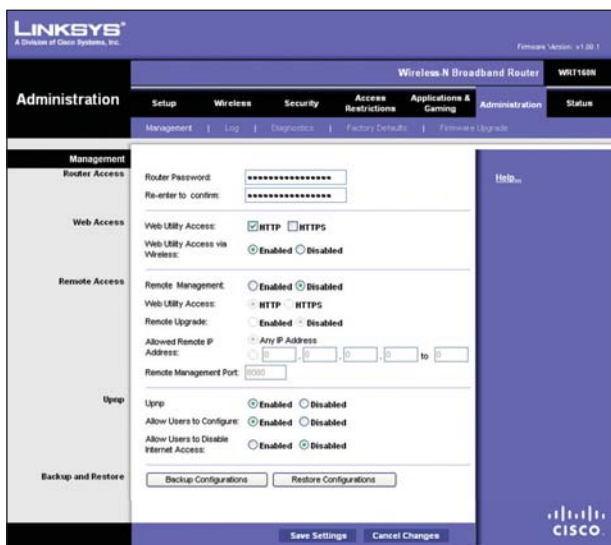 LINKSYS®
A Division of Cisco Systems, Inc.
Firmware Version: v1.00.1
Wireless-N Broadband Router WRT160N
Administration
Setup Wireless Security Access Restrictions Applications & Gaming Administration Status
Management | Log | Diagnostics | Factory Defaults | Firmware Upgrade
Management
Router Access
Router Password:
Re-enter to confirm:
Help...
Web Access
Web Utility Access: HTTP HTTPS
Web Utility Access via Wireless: Enabled Disabled
Remote Access
Remote Management: Enabled Disabled
Web Utility Access: HTTP HTTPS
Remote Upgrade: Enabled Disabled
Allowed Remote IP Address: Any IP Address
0 . 0 . 0 . 0 to 0
Remote Management Port: 8080
Upnp
Upnp Enabled Disabled
Allow Users to Configure: Enabled Disabled
Allow Users to Disable Internet Access: Enabled Disabled
Backup and Restore
Backup Configurations Restore Configurations
Save Settings Cancel Changes
CISCO.